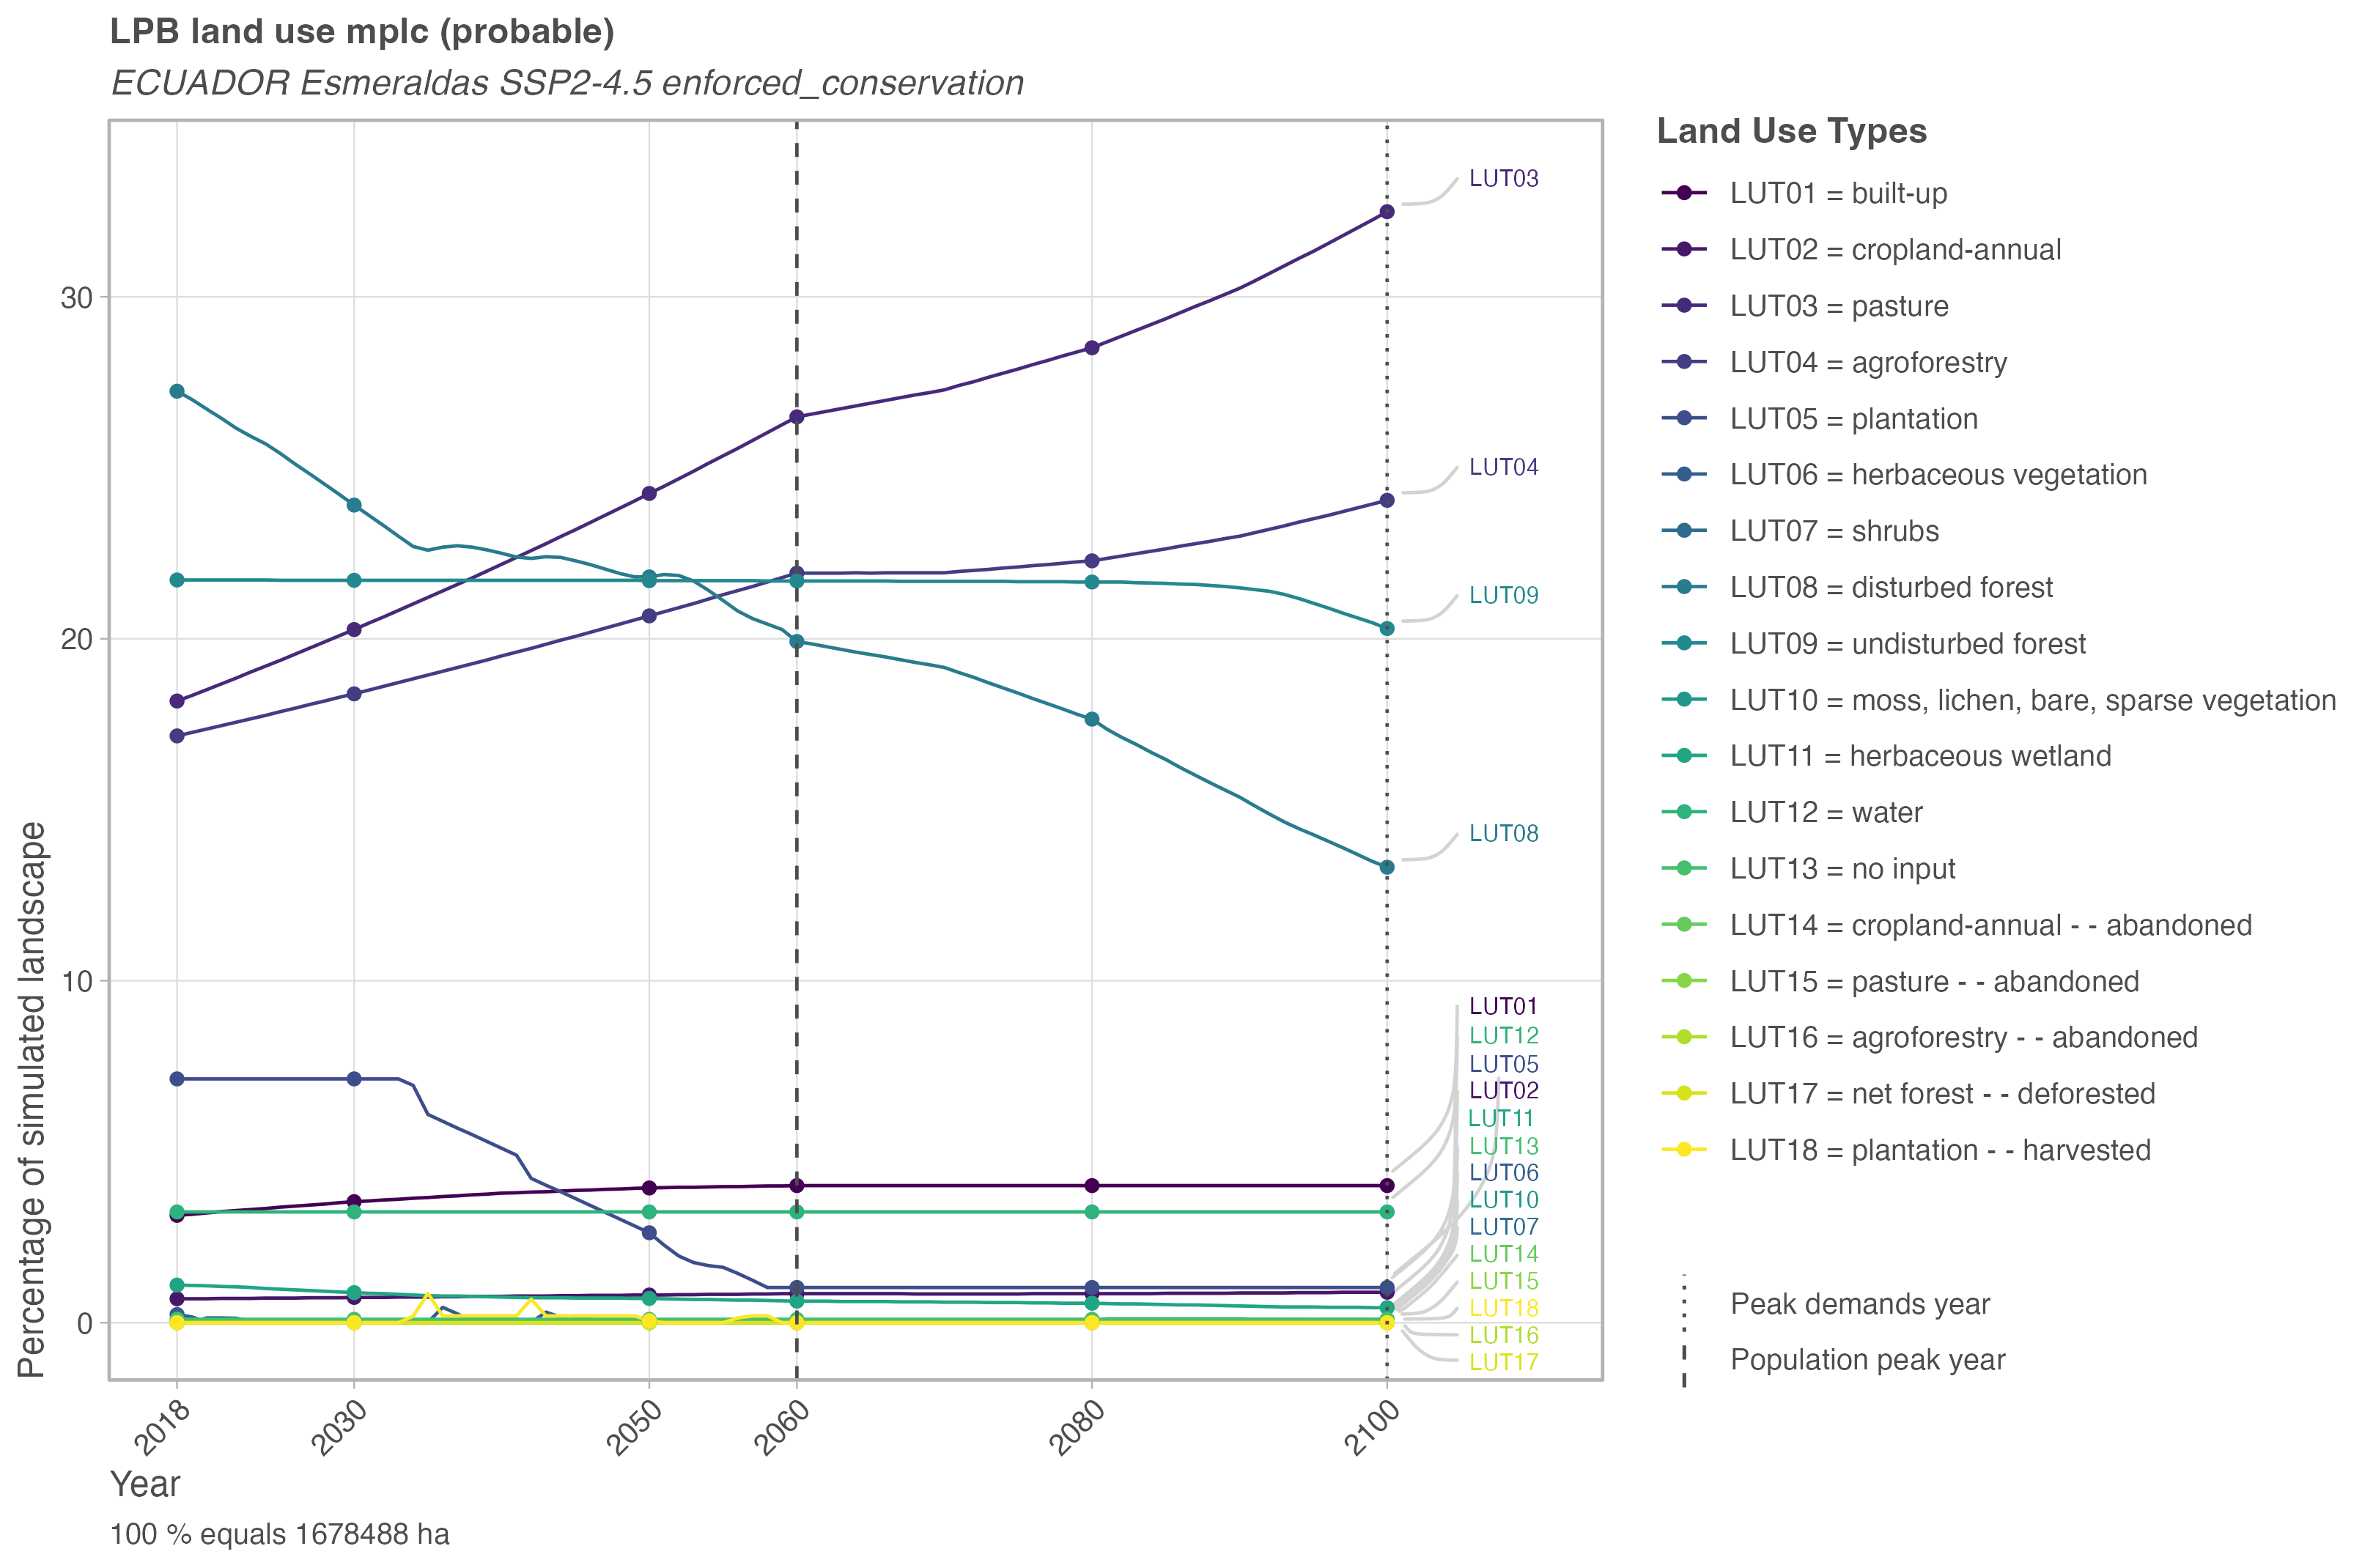 LPB land use mplc (probable)
ECUADOR Esmeraldas SSP2-4.5 enforced_conservation
Percentage of simulated landscape
30
20
10
0
LUT03
LUT04
LUT09
LUT08
LUT01
LUT12
LUT05
LUT02
LUT11
LUT13
LUT06
LUT10
LUT07
LUT14
LUT15
LUT18
LUT16
LUT17
2018
2030
2050
2060
2080
2100
Year
100 % equals 1678488 ha
Land Use Types
LUT01 = built-up
LUT02 = cropland-annual
LUT03 = pasture
LUT04 = agroforestry
LUT05 = plantation
LUT06 = herbaceous vegetation
LUT07 = shrubs
LUT08 = disturbed forest
LUT09 = undisturbed forest
LUT10 = moss, lichen, bare, sparse vegetation
LUT11 = herbaceous wetland
LUT12 = water
LUT13 = no input
LUT14 = cropland-annual - - abandoned
LUT15 = pasture - - abandoned
LUT16 = agroforestry - - abandoned
LUT17 = net forest - - deforested
LUT18 = plantation - - harvested
Peak demands year
Population peak year